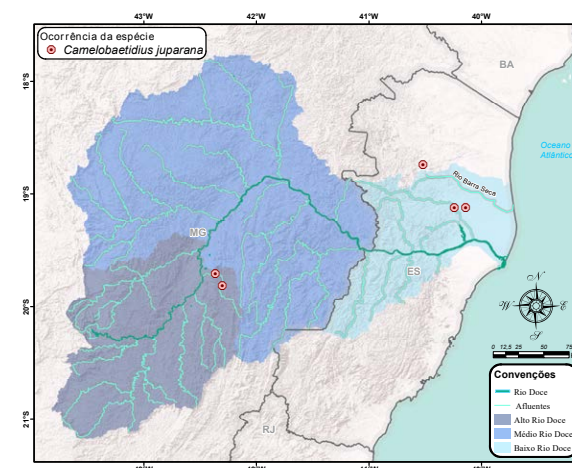 43°W 42°W 41°W 40°W
Ocorrência da espécie
Camelobaetidius juparana
BA
18°S
Oceano
Atlântico
Rio Barra Seca
19°S
MG
ES
N
W E
S
20°S
0 12,5 25 50 75
Convenções
Rio Doce
Afluentes
Alto Rio Doce
Médio Rio Doce
Baixo Rio Doce
21°S
RJ